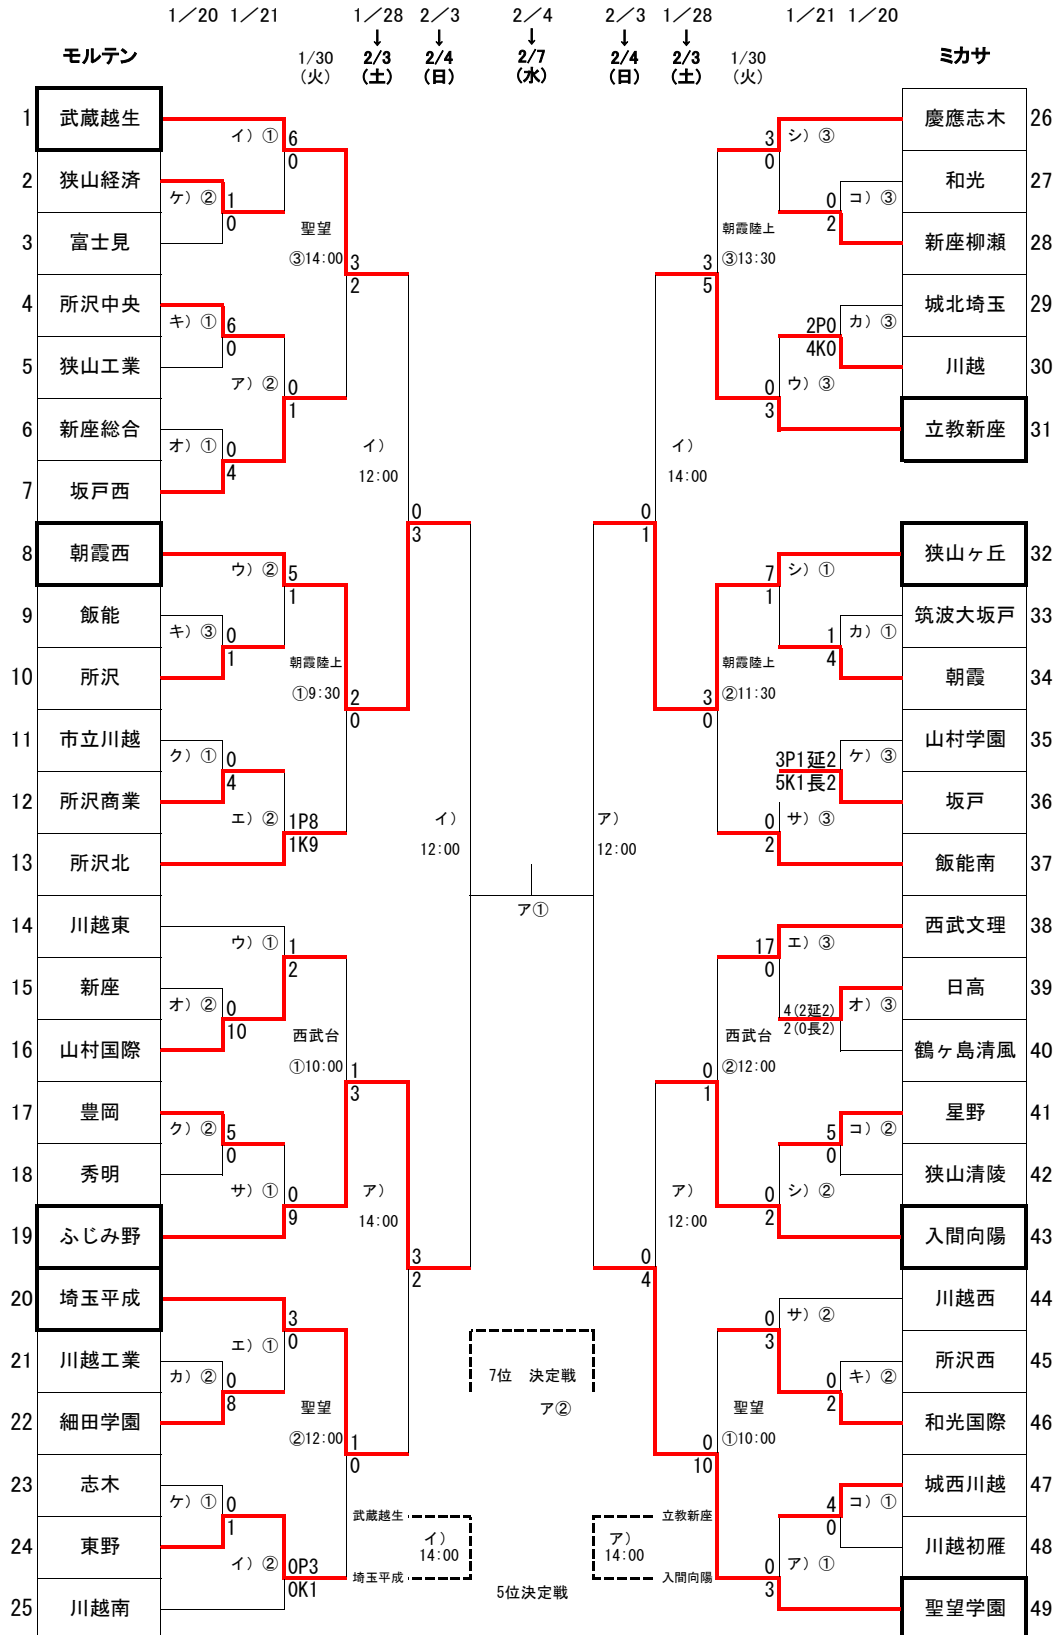 1／20 1／21 1／28 2／3 2／4 2／3 1／28 1／21 1／20
モルテン 1/30 ↓ ↓ ↓ ↓ ↓ 1/30 ミカサ
(火) 2/3 2/4 2/7 2/4 2/3 (火)
(土) (日) (水) (日) (土)
1 武蔵越生
イ）① 6
0
2 狭山経済
ケ）② 1
0
3 富士見
聖望
③14:00 3
2
4 所沢中央
キ）① 6
0
5 狭山工業
ア）② 0
1
6 新座総合
オ）① 0
4
7 坂戸西
イ）
12:00
0
3
8 朝霞西
ウ）② 5
1
9 飯能
キ）③ 0
1
10 所沢
朝霞陸上
①9:30 2
0
11 市立川越
ク）① 0
4
12 所沢商業
エ）② 1P8
1K9
13 所沢北
イ）
12:00
14 川越東
ウ）① 1
2
15 新座
オ）② 0
10
16 山村国際
西武台
①10:00 1
3
17 豊岡
ク）② 5
0
18 秀明
サ）① 0
9
19 ふじみ野
ア）
14:00
3
2
20 埼玉平成
エ）① 3
0
21 川越工業
カ）② 0
8
22 細田学園
聖望
②12:00 1
0
23 志木
ケ）① 0
1
24 東野
イ）② 0P3
0K1
25 川越南
武蔵越生
イ）
14:00
埼玉平成
ア①
7位 決定戦
ア②
5位決定戦
立教新座
ア）
14:00
入間向陽
慶應志木 26
3 シ）③
0
和光 27
0 コ）③
2
新座柳瀬 28
朝霞陸上
3 ③13:30
5
城北埼玉 29
2P0 カ）③
4K0
川越 30
0 ウ）③
3
立教新座 31
イ）
14:00
0
1
狭山ヶ丘 32
7 シ）①
1
筑波大坂戸 33
1 カ）①
4
朝霞 34
朝霞陸上
3 ②11:30
0
山村学園 35
3P1延2 ケ）③
5K1長2
坂戸 36
0 サ）③
2
飯能南 37
ア）
12:00
西武文理 38
17 エ）③
0
日高 39
4(2延2) オ）③
2(0長2)
鶴ヶ島清風 40
西武台
0 ②12:00
1
星野 41
5 コ）②
0
狭山清陵 42
0 シ）②
2
入間向陽 43
ア）
12:00
0
4
川越西 44
0 サ）②
3
所沢西 45
0 キ）②
2
和光国際 46
聖望
0 ①10:00
10
城西川越 47
4 コ）①
0
川越初雁 48
0 ア）①
3
聖望学園 49